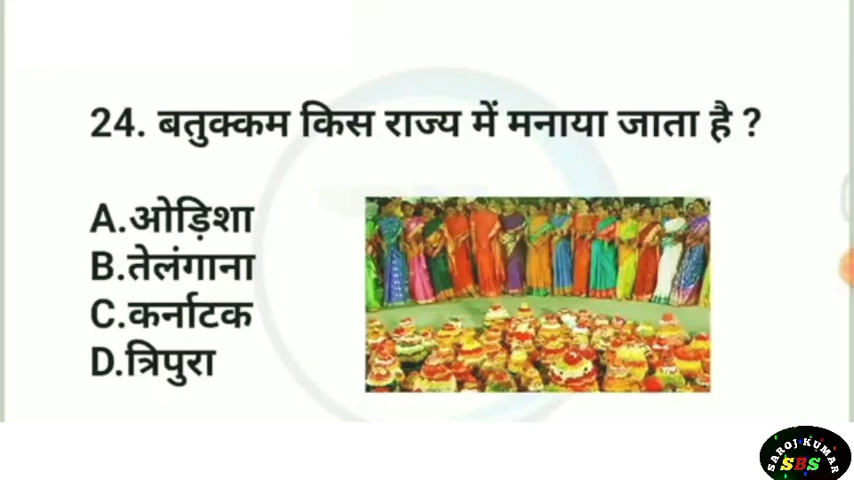 24. बतुक्कम किस राज्य में मनाया जाता है ?
A.ओड़िशा
B.तेलंगाना
C.कर्नाटक
D.त्रिपुरा
SAROJ KUMAR
SBS